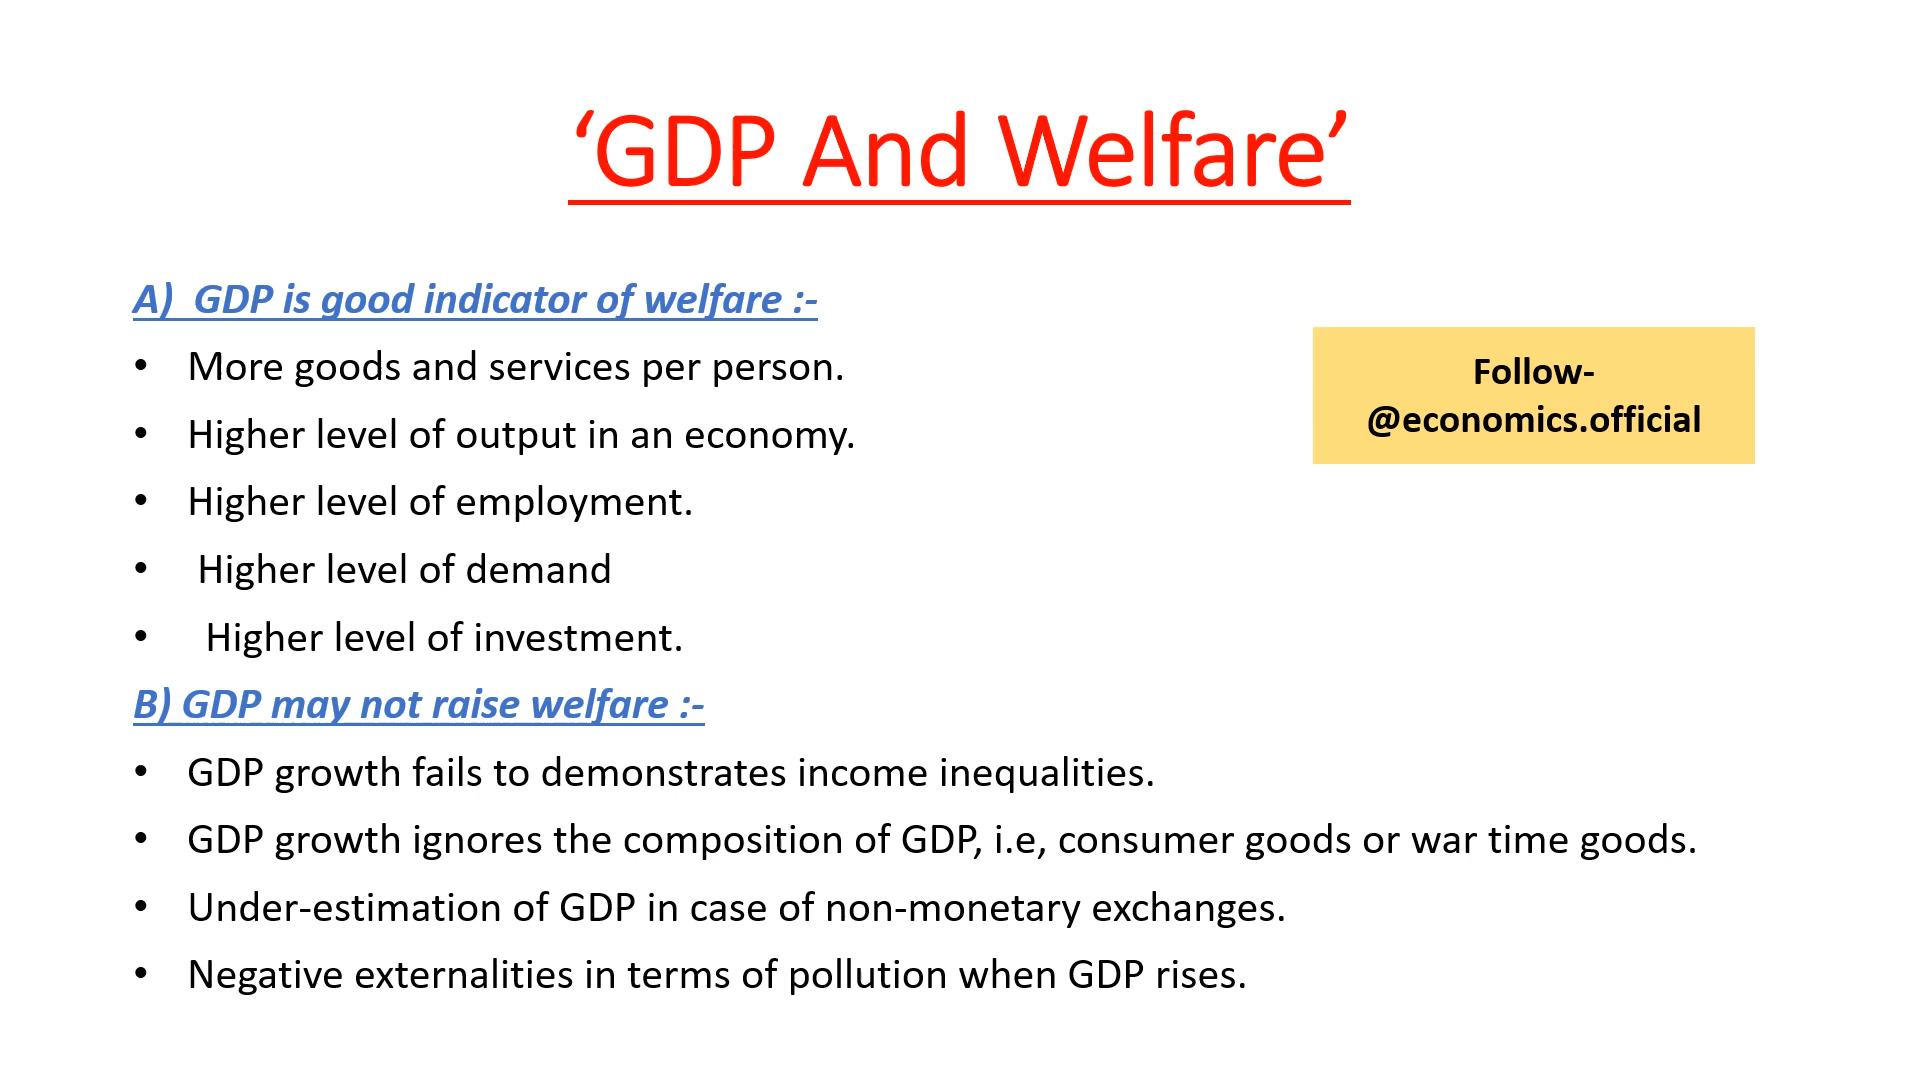 ‘GDP And Welfare’
A)  GDP is good indicator of welfare :-
• More goods and services per person.
• Higher level of output in an economy.
• Higher level of employment.
• Higher level of demand
• Higher level of investment.
Follow-
@economics.official
B) GDP may not raise welfare :-
• GDP growth fails to demonstrates income inequalities.
• GDP growth ignores the composition of GDP, i.e, consumer goods or war time goods.
• Under-estimation of GDP in case of non-monetary exchanges.
• Negative externalities in terms of pollution when GDP rises.